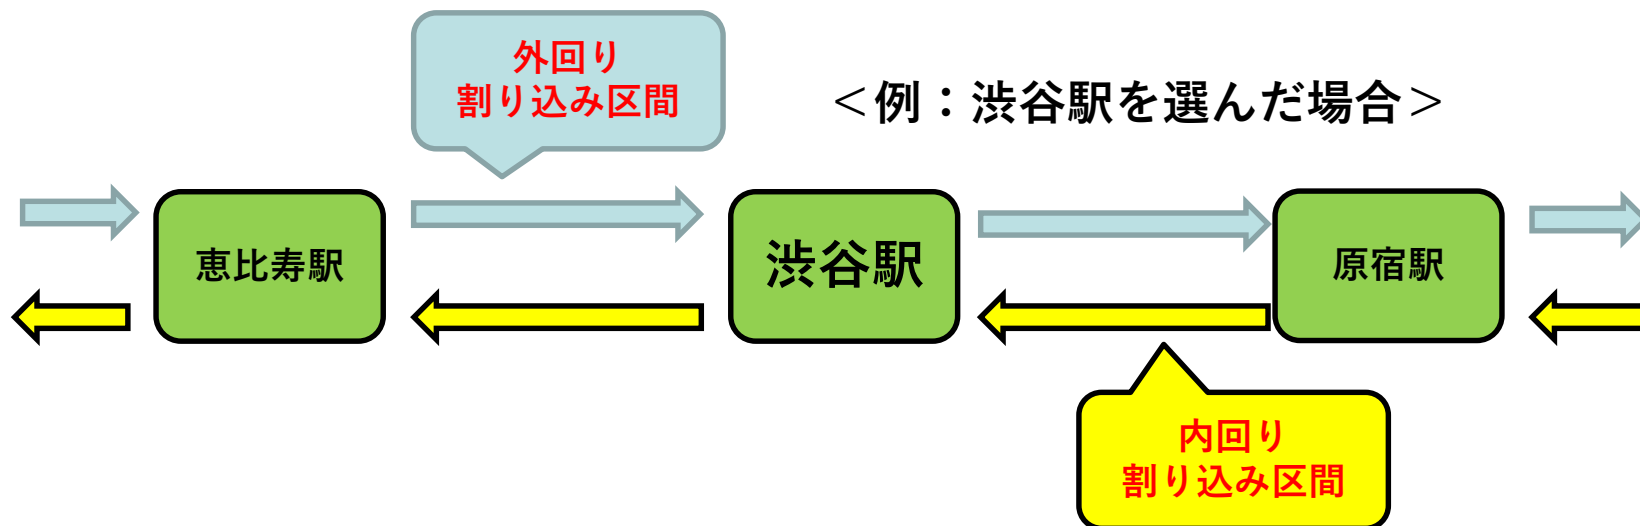 外回り
割り込み区間
＜例：渋谷駅を選んだ場合＞
恵比寿駅
渋谷駅
原宿駅
内回り
割り込み区間